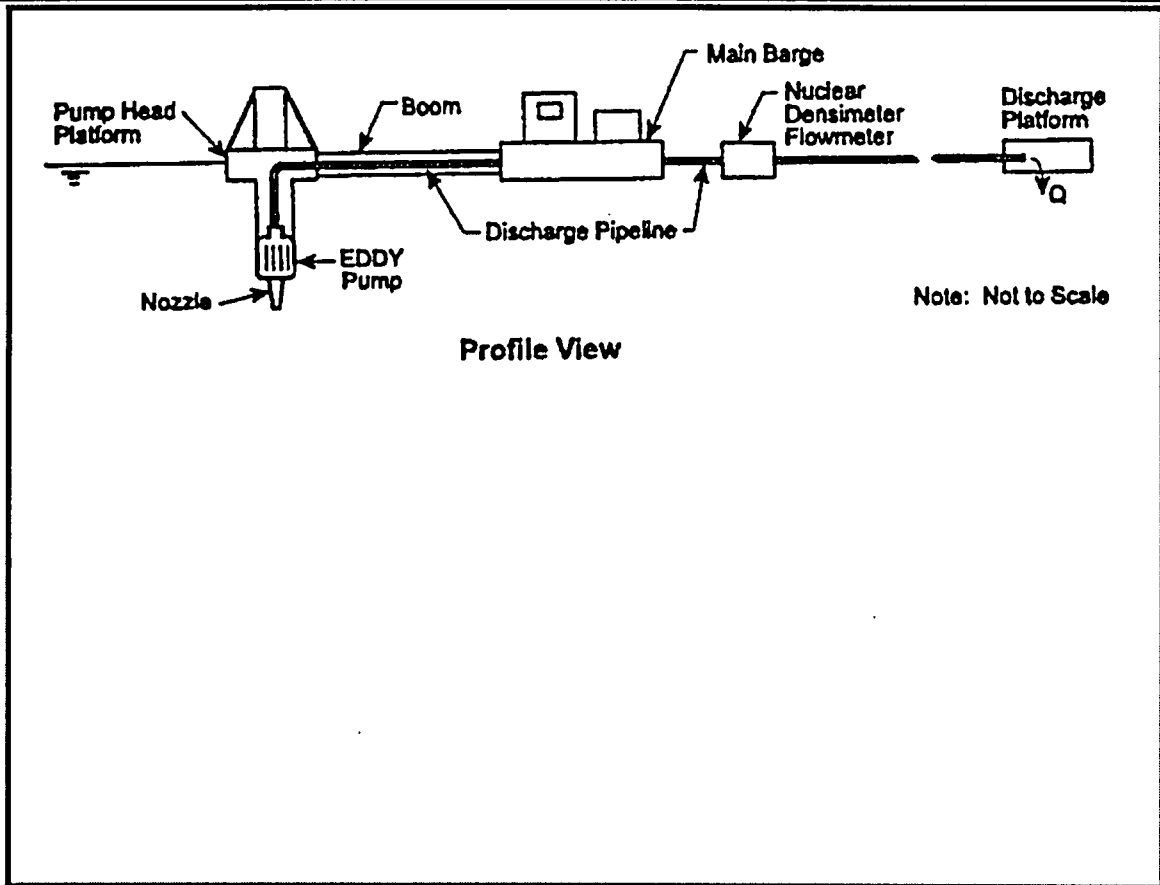 Main Barge
Pump Head
Platform
Boom
Nuclear
Densimeter
Flowmeter
Discharge
Platform
Q
Discharge Pipeline
EDDY
Pump
Nozzle
Note: Not to Scale
Profile View